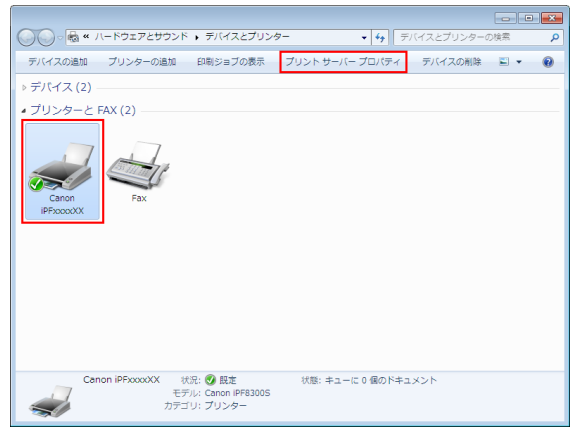 « ハードウェアとサウンド ▸ デバイスとプリンター デバイスとプリンターの検索
デバイスの追加 プリンターの追加 印刷ジョブの表示 プリント サーバー プロパティ デバイスの削除
デバイス (2)
プリンターと FAX (2)
Canon
iPFxxxxXX
Fax
Canon iPFxxxxXX 状況: 既定 状態: キューに 0 個のドキュメント
モデル: Canon iPF8300S
カテゴリ: プリンター